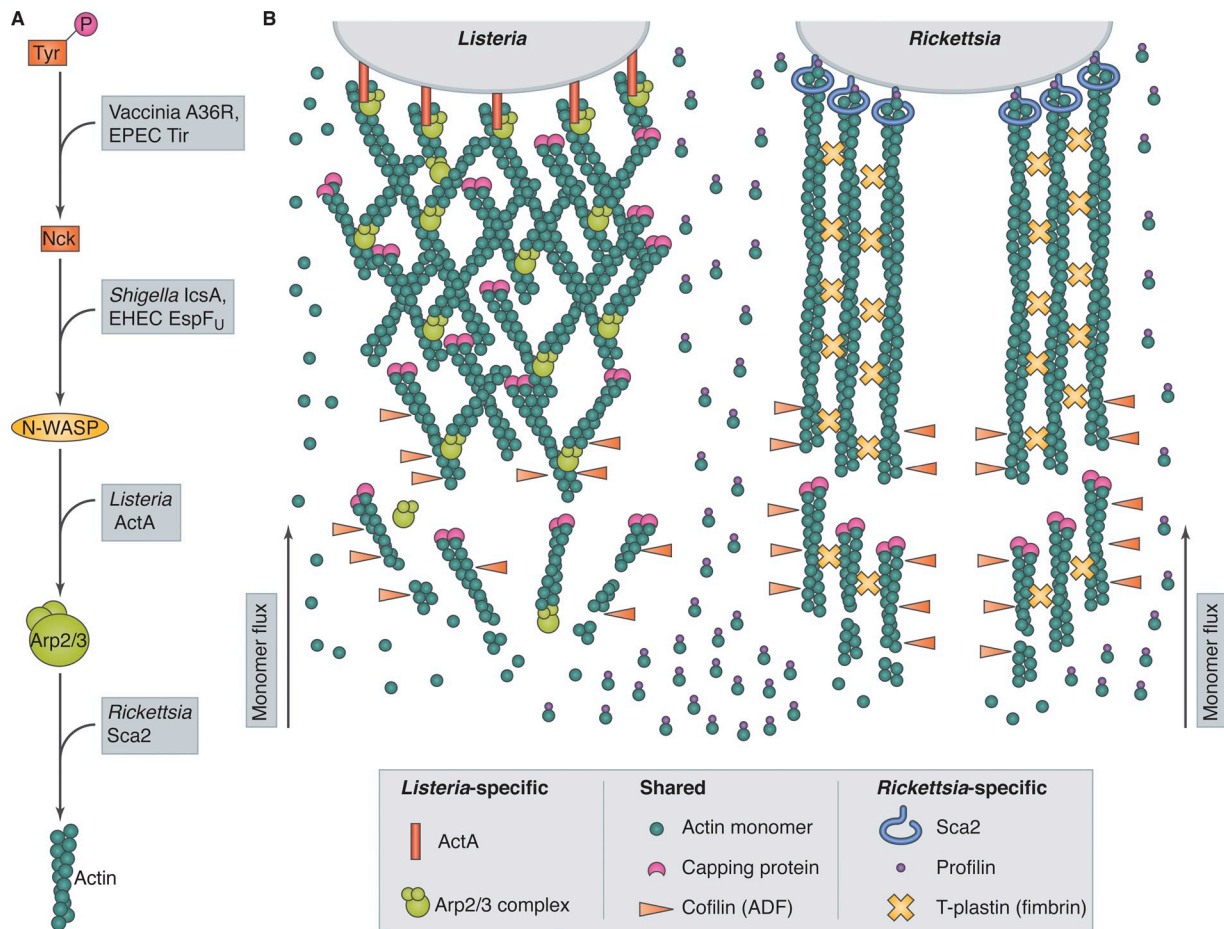 A
P
Tyr
Vaccinia A36R,
EPEC Tir
Nck
Shigella IcsA,
EHEC EspFU
N-WASP
Listeria
ActA
Arp2/3
Rickettsia
Sca2
Actin
B
Listeria
Rickettsia
Monomer flux
Monomer flux
Listeria-specific
ActA
Arp2/3 complex
Shared
Actin monomer
Capping protein
Cofilin (ADF)
Rickettsia-specific
Sca2
Profilin
T-plastin (fimbrin)